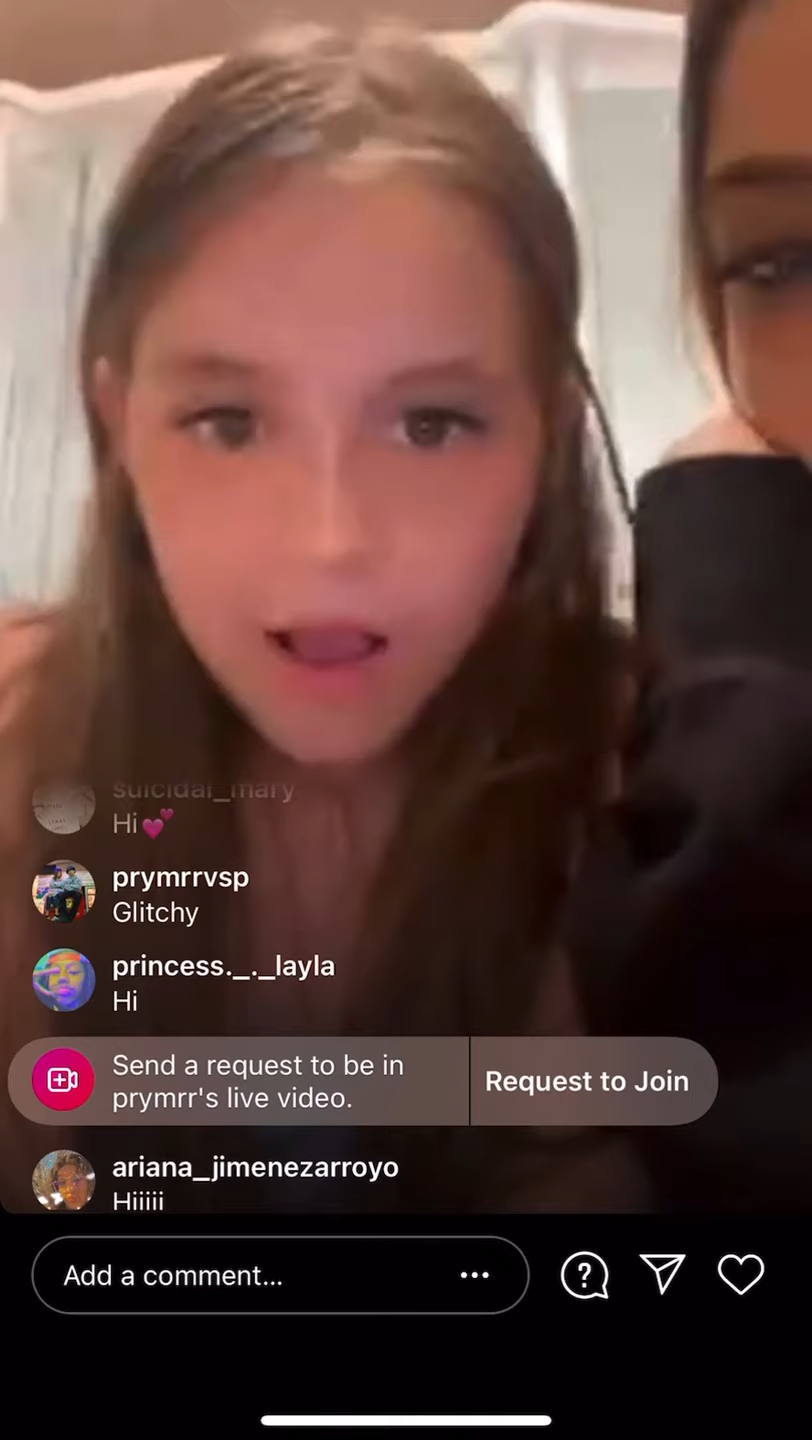 suicidal_mary
Hi💕
prymrrvsp
Glitchy
princess._._layla
Hi
Send a request to be in
prymrr's live video.
Request to Join
ariana_jimenezarroyo
Hiiiii
Add a comment...